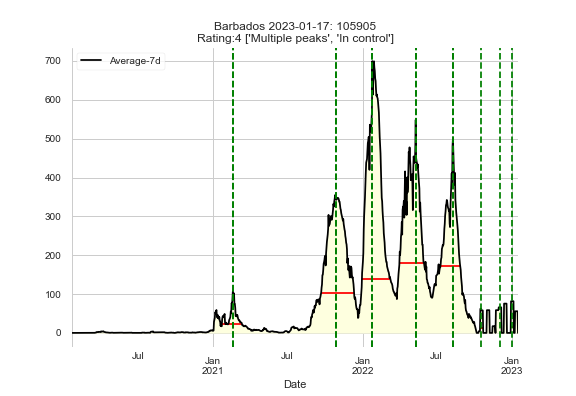 Barbados 2023-01-17: 105905
Rating:4 ['Multiple peaks', 'In control']
Average-7d
700
600
500
400
300
200
100
0
Jul
Jan
2021
Jul
Jan
2022
Jul
Jan
2023
Date